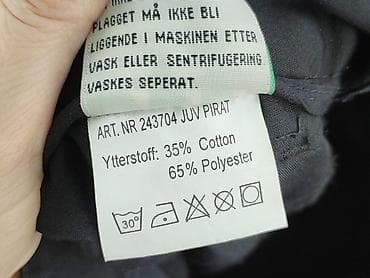 PLAGGET MÅ IKKE BLI
LIGGENDE I MASKINEN ETTER
VASK ELLER SENTRIFUGERING
VASKES SEPERAT.
ART. NR 243704 JUV PIRAT
Ytterstoff: 35% Cotton
65% Polyester
30°